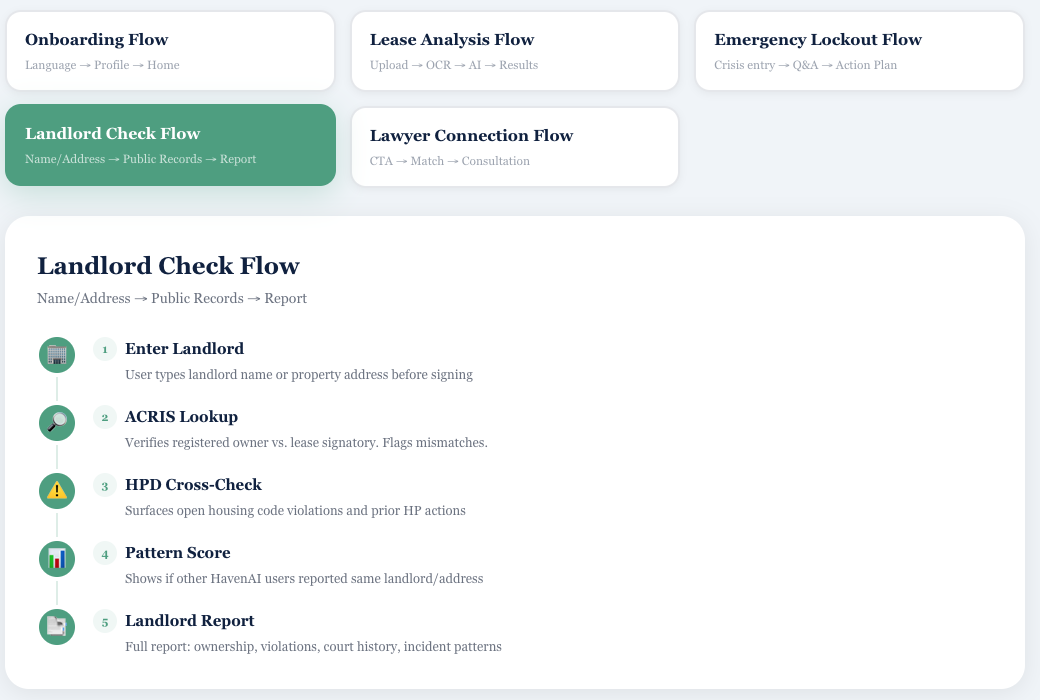 Onboarding Flow
Language → Profile → Home
Lease Analysis Flow
Upload → OCR → AI → Results
Emergency Lockout Flow
Crisis entry → Q&A → Action Plan
Landlord Check Flow
Name/Address → Public Records → Report
Lawyer Connection Flow
CTA → Match → Consultation
Landlord Check Flow
Name/Address → Public Records → Report
1 Enter Landlord
User types landlord name or property address before signing
2 ACRIS Lookup
Verifies registered owner vs. lease signatory. Flags mismatches.
3 HPD Cross-Check
Surfaces open housing code violations and prior HP actions
4 Pattern Score
Shows if other HavenAI users reported same landlord/address
5 Landlord Report
Full report: ownership, violations, court history, incident patterns